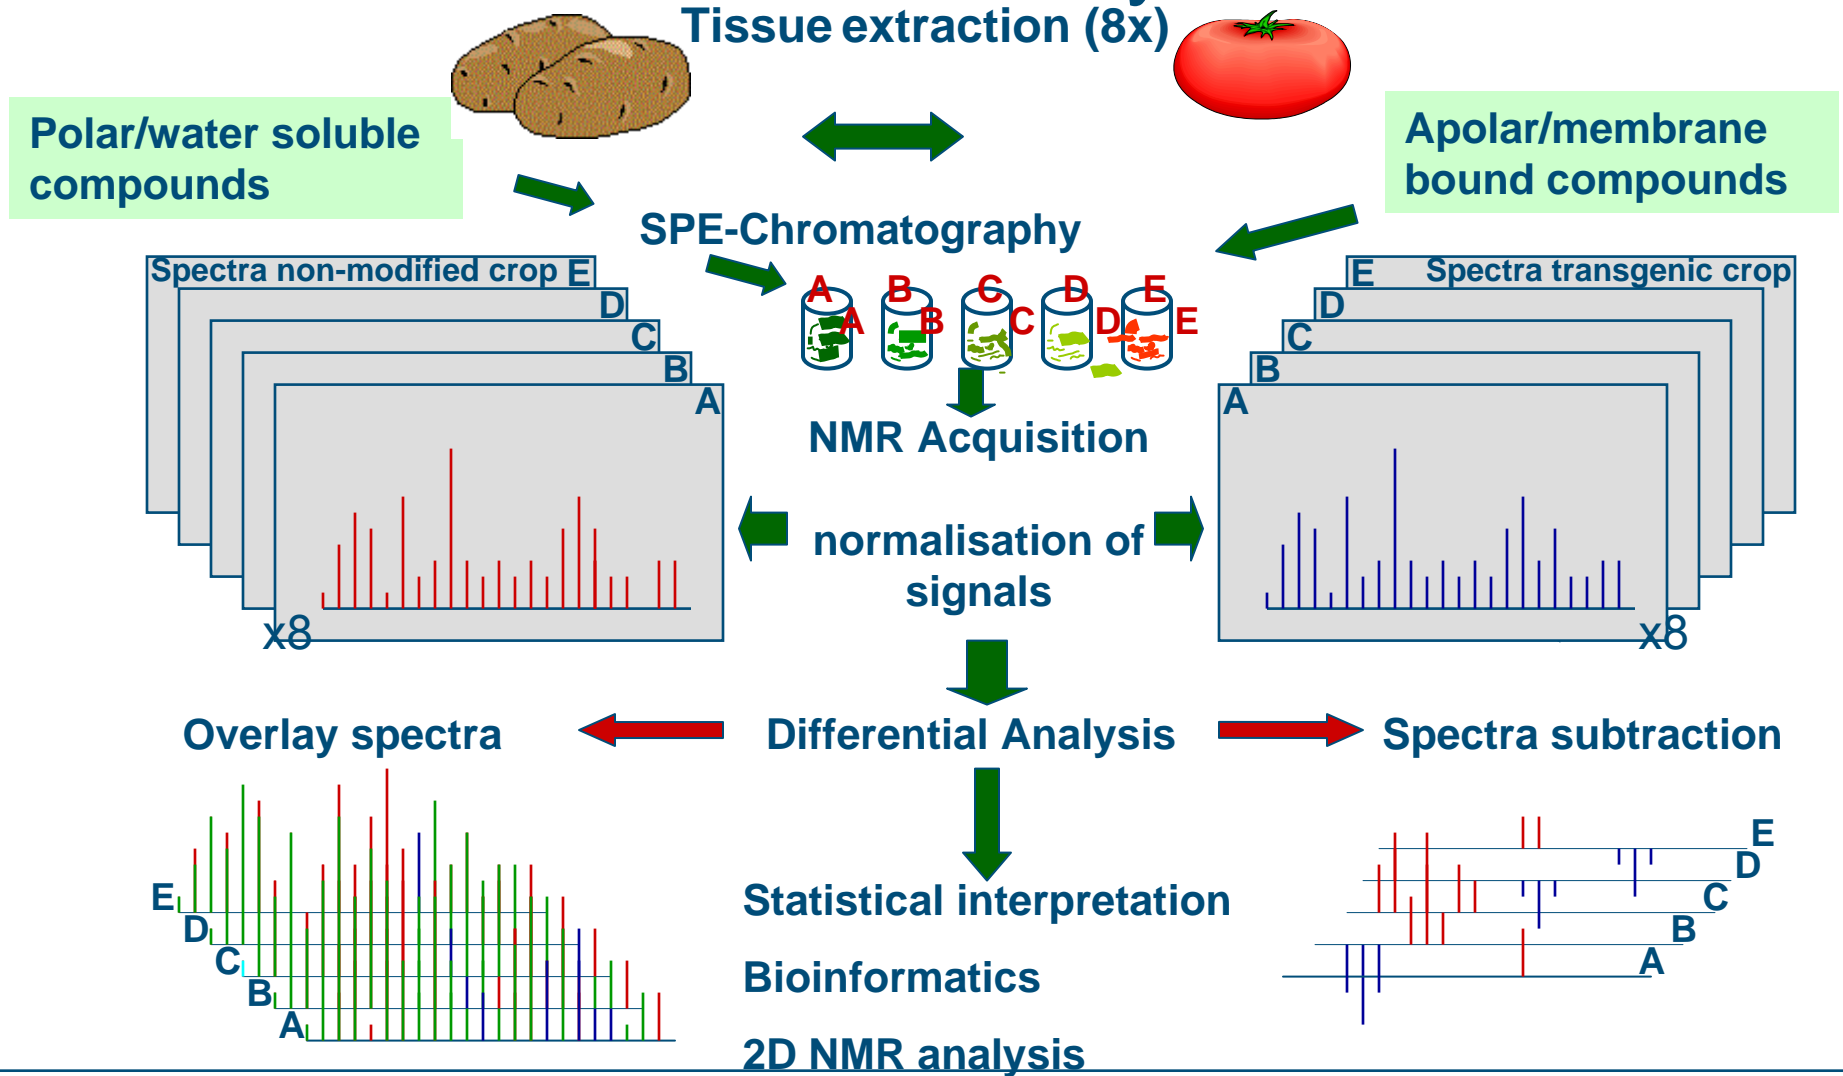 Tissue extraction (8x)
Polar/water soluble
compounds
Apolar/membrane
bound compounds
SPE-Chromatography
Spectra non-modified crop E
D
C
B
A
A B C D E
A B C D E
E Spectra transgenic crop
D
C
B
A
NMR Acquisition
normalisation of
signals
x8
x8
Overlay spectra
Differential Analysis
Spectra subtraction
E
D
C
B
A
E
D
C
B
A
Statistical interpretation
Bioinformatics
2D NMR analysis